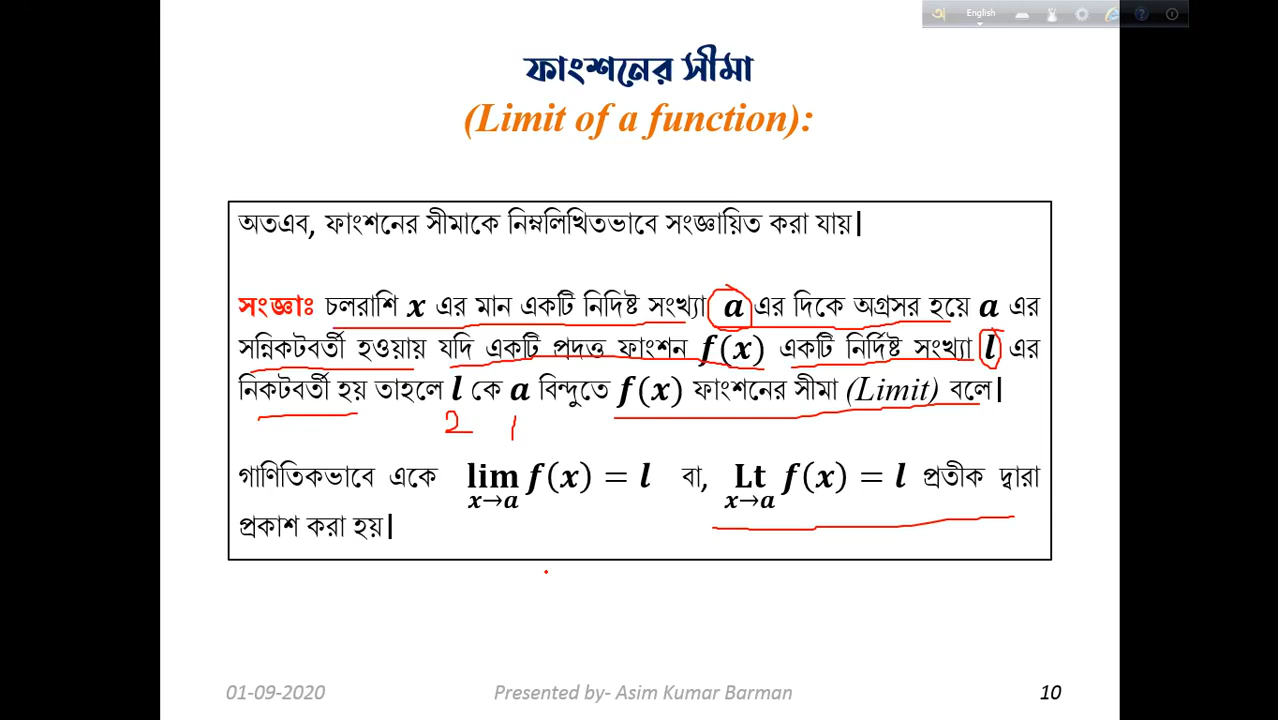 English
ফাংশনের সীমা
(Limit of a function):
অতএব, ফাংশনের সীমাকে নিম্নলিখিতভাবে সংজ্ঞায়িত করা যায়|
সংজ্ঞাঃ চলরাশি x এর মান একটি নিদিষ্ট সংখ্যা a এর দিকে অগ্রসর হয়ে a এর
সন্নিকটবর্তী হওয়ায় যদি একটি প্রদত্ত ফাংশন f(x) একটি নির্দিষ্ট সংখ্যা l এর
নিকটবর্তী হয় তাহলে l কে a বিন্দুতে f(x) ফাংশনের সীমা (Limit) বলে|
2 1
গাণিতিকভাবে একে lim x→a f(x) = l বা, Lt x→a f(x) = l প্রতীক দ্বারা
প্রকাশ করা হয়|
01-09-2020 Presented by- Asim Kumar Barman 10